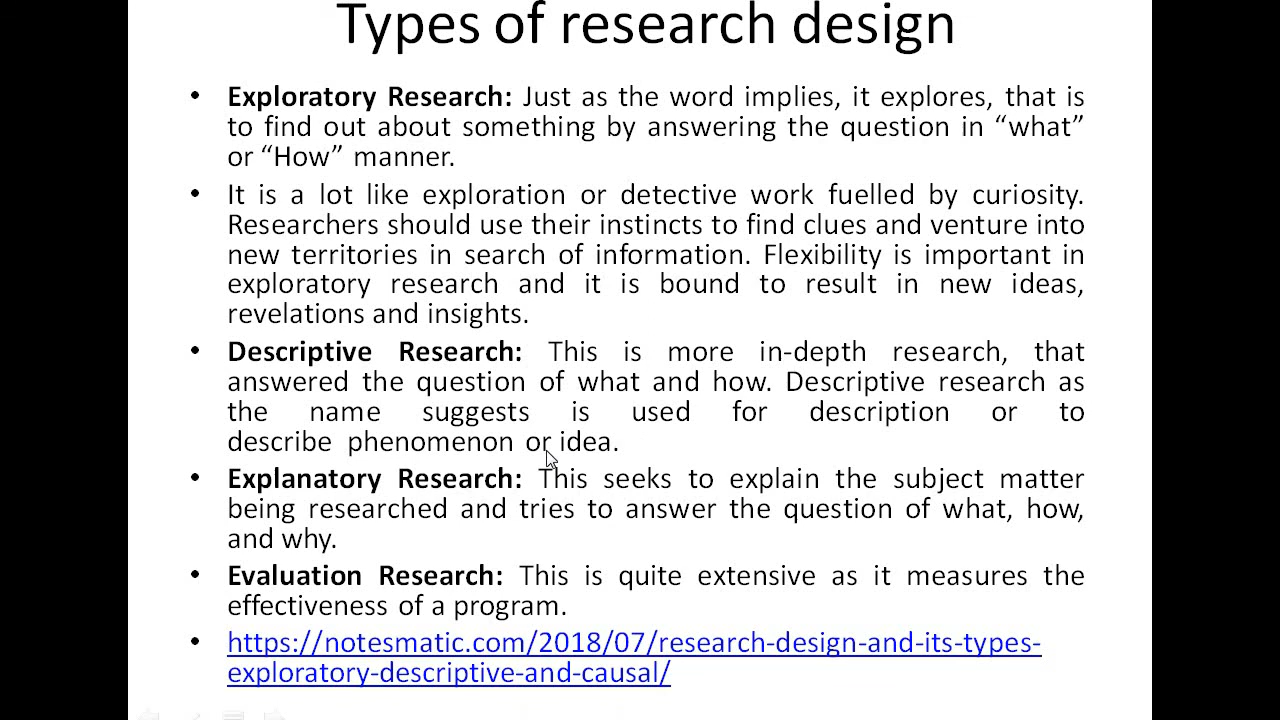 Types of research design
• Exploratory Research: Just as the word implies, it explores, that is
to find out about something by answering the question in “what”
or “How” manner.
• It is a lot like exploration or detective work fuelled by curiosity.
Researchers should use their instincts to find clues and venture into
new territories in search of information. Flexibility is important in
exploratory research and it is bound to result in new ideas,
revelations and insights.
• Descriptive Research: This is more in-depth research, that
answered the question of what and how. Descriptive research as
the name suggests is used for description or to
describe phenomenon or idea.
• Explanatory Research: This seeks to explain the subject matter
being researched and tries to answer the question of what, how,
and why.
• Evaluation Research: This is quite extensive as it measures the
effectiveness of a program.
• https://notesmatic.com/2018/07/research-design-and-its-types-
exploratory-descriptive-and-causal/